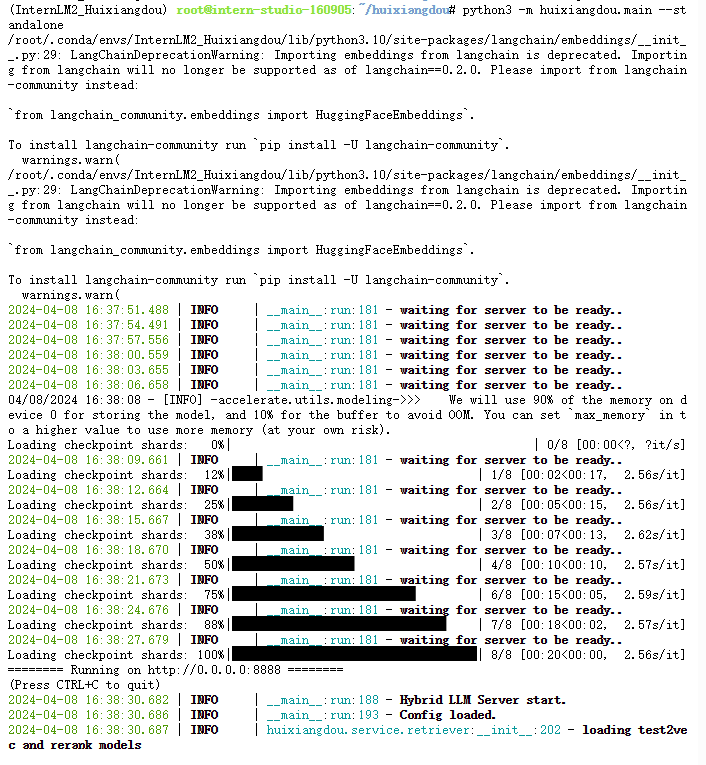 (InternLM2_Huixiangdou) root@intern-studio-160905:~/huixiangdou# python3 -m huixiangdou.main --st
andalone
/root/.conda/envs/InternLM2_Huixiangdou/lib/python3.10/site-packages/langchain/embeddings/__init_
_.py:29: LangChainDeprecationWarning: Importing embeddings from langchain is deprecated. Importin
g from langchain will no longer be supported as of langchain==0.2.0. Please import from langchain
-community instead:
`from langchain_community.embeddings import HuggingFaceEmbeddings`.
To install langchain-community run `pip install -U langchain-community`.
  warnings.warn(
/root/.conda/envs/InternLM2_Huixiangdou/lib/python3.10/site-packages/langchain/embeddings/__init_
_.py:29: LangChainDeprecationWarning: Importing embeddings from langchain is deprecated. Importin
g from langchain will no longer be supported as of langchain==0.2.0. Please import from langchain
-community instead:
`from langchain_community.embeddings import HuggingFaceEmbeddings`.
To install langchain-community run `pip install -U langchain-community`.
  warnings.warn(
2024-04-08 16:37:51.488 | INFO     | __main__:run:181 - waiting for server to be ready..
2024-04-08 16:37:54.491 | INFO     | __main__:run:181 - waiting for server to be ready..
2024-04-08 16:37:57.556 | INFO     | __main__:run:181 - waiting for server to be ready..
2024-04-08 16:38:00.559 | INFO     | __main__:run:181 - waiting for server to be ready..
2024-04-08 16:38:03.655 | INFO     | __main__:run:181 - waiting for server to be ready..
2024-04-08 16:38:06.658 | INFO     | __main__:run:181 - waiting for server to be ready..
04/08/2024 16:38:08 - [INFO] -accelerate.utils.modeling->>>    We will use 90% of the memory on d
evice 0 for storing the model, and 10% for the buffer to avoid OOM. You can set `max_memory` in t
o a higher value to use more memory (at your own risk).
Loading checkpoint shards:   0%| | 0/8 [00:00<?, ?it/s]
2024-04-08 16:38:09.661 | INFO     | __main__:run:181 - waiting for server to be ready..
Loading checkpoint shards:  12%| | 1/8 [00:02<00:17,  2.56s/it]
2024-04-08 16:38:12.664 | INFO     | __main__:run:181 - waiting for server to be ready..
Loading checkpoint shards:  25%| | 2/8 [00:05<00:15,  2.56s/it]
2024-04-08 16:38:15.667 | INFO     | __main__:run:181 - waiting for server to be ready..
Loading checkpoint shards:  38%| | 3/8 [00:07<00:13,  2.62s/it]
2024-04-08 16:38:18.670 | INFO     | __main__:run:181 - waiting for server to be ready..
Loading checkpoint shards:  50%| | 4/8 [00:10<00:10,  2.57s/it]
2024-04-08 16:38:21.673 | INFO     | __main__:run:181 - waiting for server to be ready..
Loading checkpoint shards:  75%| | 6/8 [00:15<00:05,  2.59s/it]
2024-04-08 16:38:24.676 | INFO     | __main__:run:181 - waiting for server to be ready..
Loading checkpoint shards:  88%| | 7/8 [00:18<00:02,  2.57s/it]
2024-04-08 16:38:27.679 | INFO     | __main__:run:181 - waiting for server to be ready..
Loading checkpoint shards: 100%| | 8/8 [00:20<00:00,  2.56s/it]
======== Running on http://0.0.0.0:8888 ========
(Press CTRL+C to quit)
2024-04-08 16:38:30.682 | INFO     | __main__:run:188 - Hybrid LLM Server start.
2024-04-08 16:38:30.686 | INFO     | __main__:run:193 - Config loaded.
2024-04-08 16:38:30.687 | INFO     | huixiangdou.service.retriever:__init__:202 - loading test2ve
c and rerank models